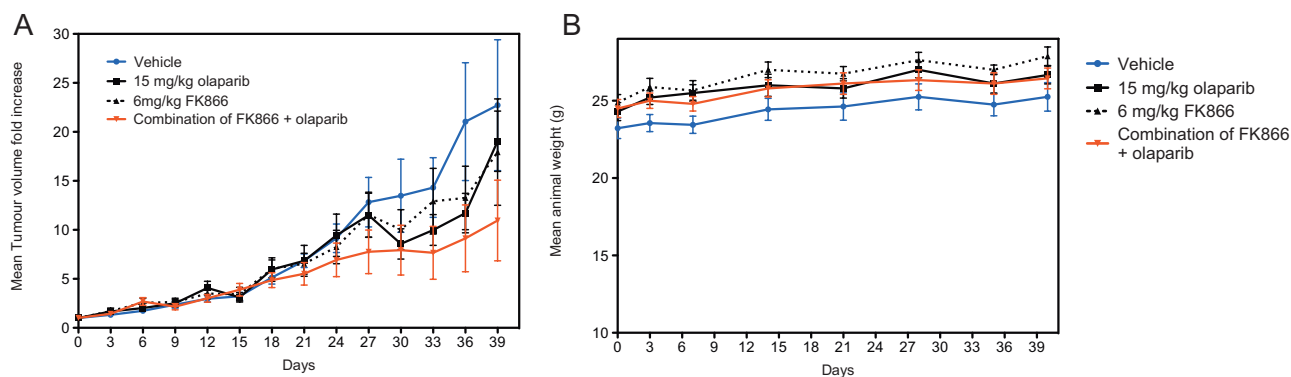 A
Mean Tumour volume fold increase
30
25
20
15
10
5
0
Vehicle
15 mg/kg olaparib
6mg/kg FK866
Combination of FK866 + olaparib
0 3 6 9 12 15 18 21 24 27 30 33 36 39
Days
B
Mean animal weight (g)
25
20
15
10
0 3 6 9 12 15 18 21 24 27 30 33 36 39
Days
Vehicle
15 mg/kg olaparib
6 mg/kg FK866
Combination of FK866
+ olaparib